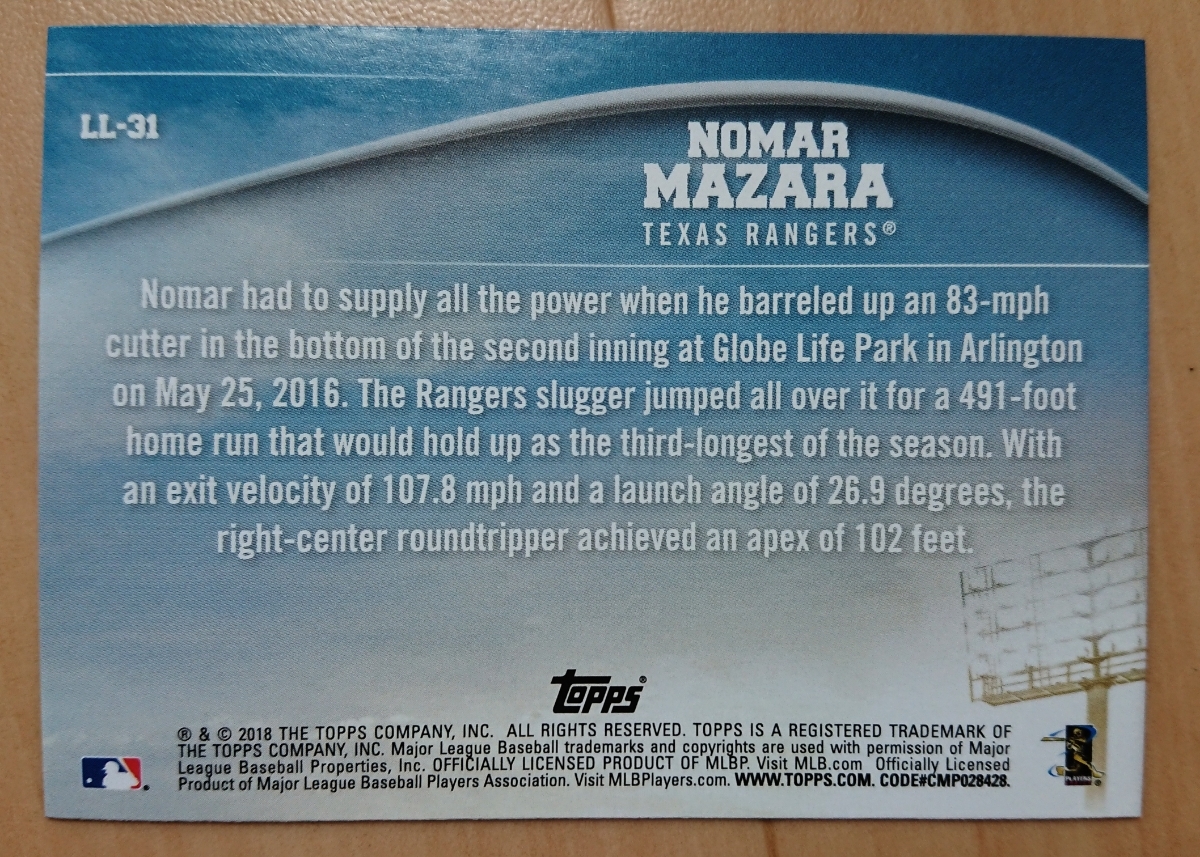 LL-31
NOMAR
MAZARA
TEXAS RANGERS®
Nomar had to supply all the power when he barreled up an 83-mph
cutter in the bottom of the second inning at Globe Life Park in Arlington
on May 25, 2016. The Rangers slugger jumped all over it for a 491-foot
home run that would hold up as the third-longest of the season. With
an exit velocity of 107.8 mph and a launch angle of 26.9 degrees, the
right-center roundtripper achieved an apex of 102 feet.
Topps®
® & © 2018 THE TOPPS COMPANY, INC. ALL RIGHTS RESERVED. TOPPS IS A REGISTERED TRADEMARK OF
THE TOPPS COMPANY, INC. Major League Baseball trademarks and copyrights are used with permission of Major
League Baseball Properties, Inc. OFFICIALLY LICENSED PRODUCT OF MLBP. Visit MLB.com Officially Licensed
Product of Major League Baseball Players Association. Visit MLBPlayers.com. WWW.TOPPS.COM. CODE#CMP028428.
PLAYERS